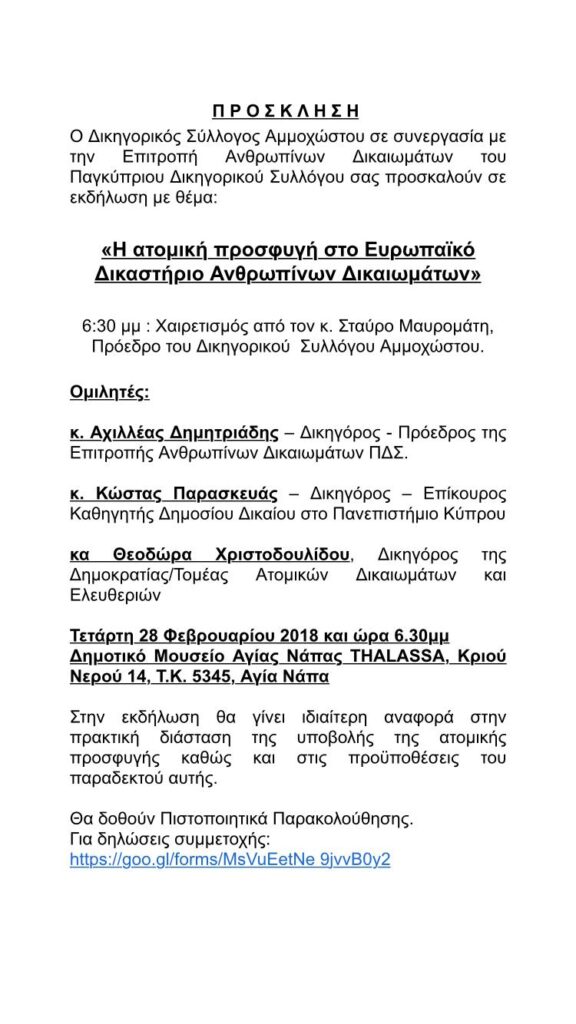 Π Ρ Ο Σ Κ Λ Η Σ Η
Ο Δικηγορικός Σύλλογος Αμμοχώστου σε συνεργασία με
την Επιτροπή Ανθρωπίνων Δικαιωμάτων του
Παγκύπριου Δικηγορικού Συλλόγου σας προσκαλούν σε
εκδήλωση με θέμα:
«Η ατομική προσφυγή στο Ευρωπαϊκό
Δικαστήριο Ανθρωπίνων Δικαιωμάτων»
6:30 μμ : Χαιρετισμός από τον κ. Σταύρο Μαυρομάτη,
Πρόεδρο του Δικηγορικού Συλλόγου Αμμοχώστου.
Ομιλητές:
κ. Αχιλλέας Δημητριάδης – Δικηγόρος - Πρόεδρος της
Επιτροπής Ανθρωπίνων Δικαιωμάτων ΠΔΣ.
κ. Κώστας Παρασκευάς – Δικηγόρος – Επίκουρος
Καθηγητής Δημοσίου Δικαίου στο Πανεπιστήμιο Κύπρου
κα Θεοδώρα Χριστοδουλίδου, Δικηγόρος της
Δημοκρατίας/Τομέας Ατομικών Δικαιωμάτων και
Ελευθεριών
Τετάρτη 28 Φεβρουαρίου 2018 και ώρα 6.30μμ
Δημοτικό Μουσείο Αγίας Νάπας THALASSA, Κριού
Νερού 14, Τ.Κ. 5345, Αγία Νάπα
Στην εκδήλωση θα γίνει ιδιαίτερη αναφορά στην
πρακτική διάσταση της υποβολής της ατομικής
προσφυγής καθώς και στις προϋποθέσεις του
παραδεκτού αυτής.
Θα δοθούν Πιστοποιητικά Παρακολούθησης.
Για δηλώσεις συμμετοχής:
https://goo.gl/forms/MsVuEetNe 9jvvB0y2